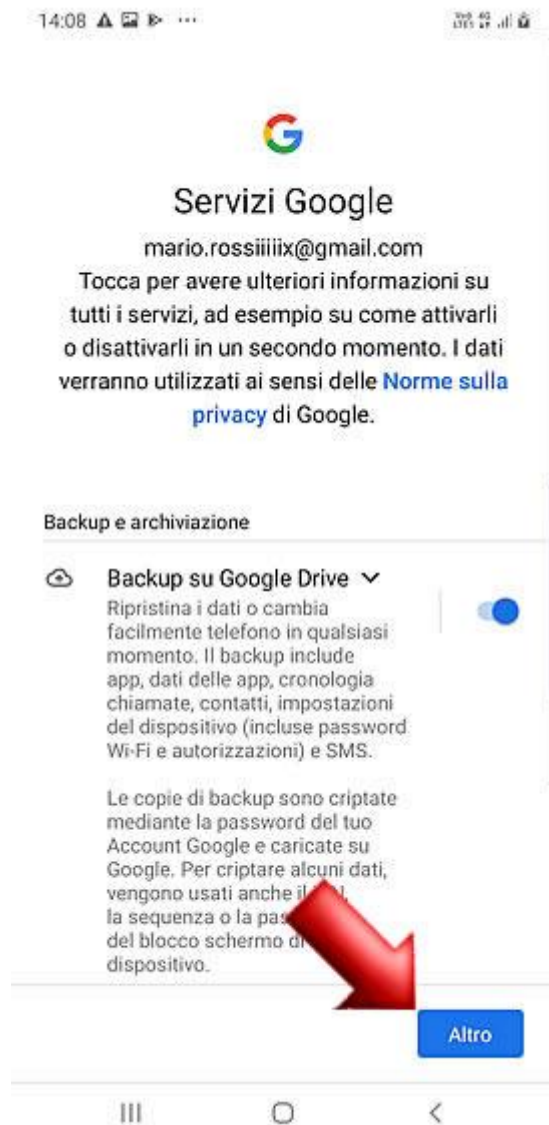 14:08
Servizi Google
mario.rossiiiiix@gmail.com
Tocca per avere ulteriori informazioni su
tutti i servizi, ad esempio su come attivarli
o disattivarli in un secondo momento. I dati
verranno utilizzati ai sensi delle Norme sulla
privacy di Google.
Backup e archiviazione
Backup su Google Drive
Ripristina i dati o cambia
facilmente telefono in qualsiasi
momento. Il backup include
app, dati delle app, cronologia
chiamate, contatti, impostazioni
del dispositivo (incluse password
Wi-Fi e autorizzazioni) e SMS.
Le copie di backup sono criptate
mediante la password del tuo
Account Google e caricate su
Google. Per criptare alcuni dati,
vengono usati anche il
la sequenza o la
del blocco schermo
dispositivo.
Altro